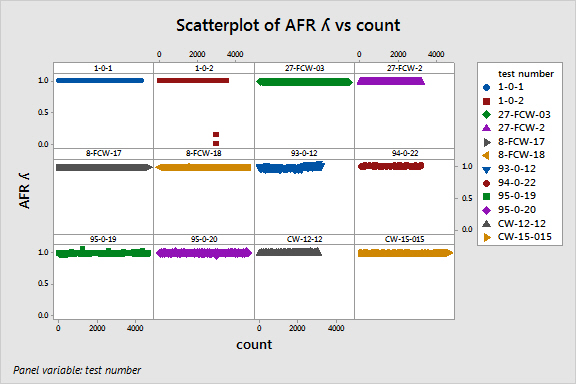 Scatterplot of AFR ʎ vs count
0 2000 4000 0 2000 4000
1-0-1 1-0-2 27-FCW-03 27-FCW-2
1.0
0.5
0.0
8-FCW-17 8-FCW-18 93-0-12 94-0-22
1.0
0.5
0.0
95-0-19 95-0-20 CW-12-12 CW-15-015
1.0
0.5
0.0
0 2000 4000 0 2000 4000
AFR ʎ
count
test number
1-0-1
1-0-2
27-FCW-03
27-FCW-2
8-FCW-17
8-FCW-18
93-0-12
94-0-22
95-0-19
95-0-20
CW-12-12
CW-15-015
Panel variable: test number